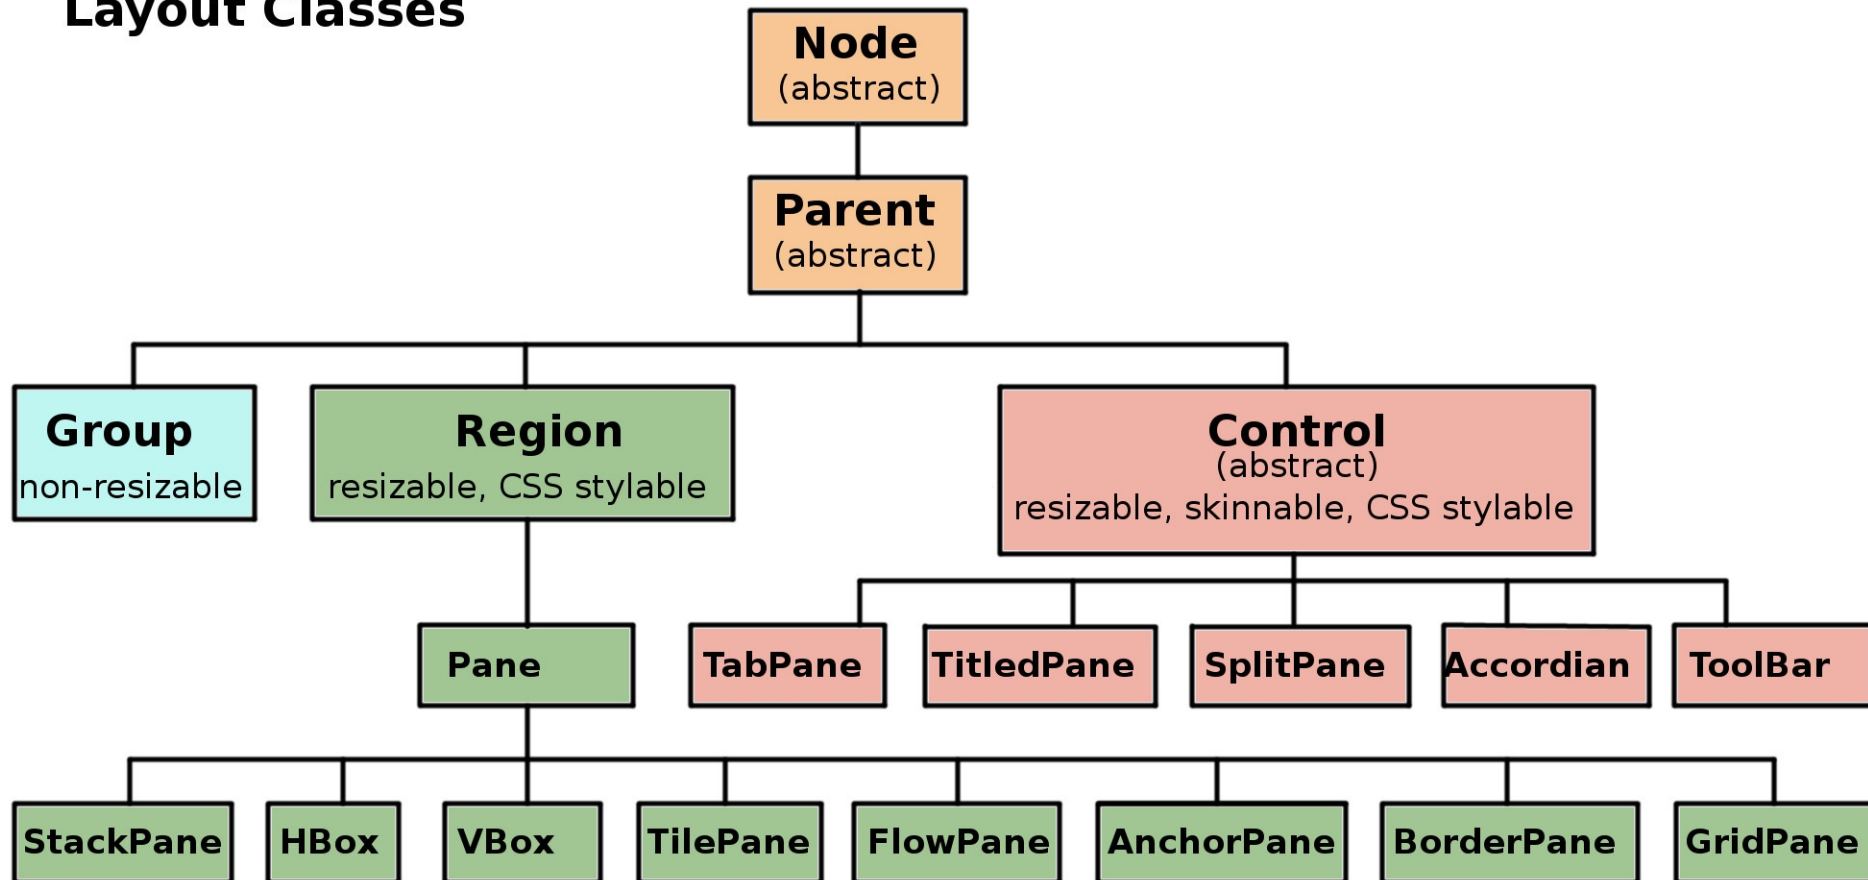 Layout Classes
Node
(abstract)
Parent
(abstract)
Group
non-resizable
Region
resizable, CSS stylable
Control
(abstract)
resizable, skinnable, CSS stylable
Pane
TabPane
TitledPane
SplitPane
Accordian
ToolBar
StackPane
HBox
VBox
TilePane
FlowPane
AnchorPane
BorderPane
GridPane